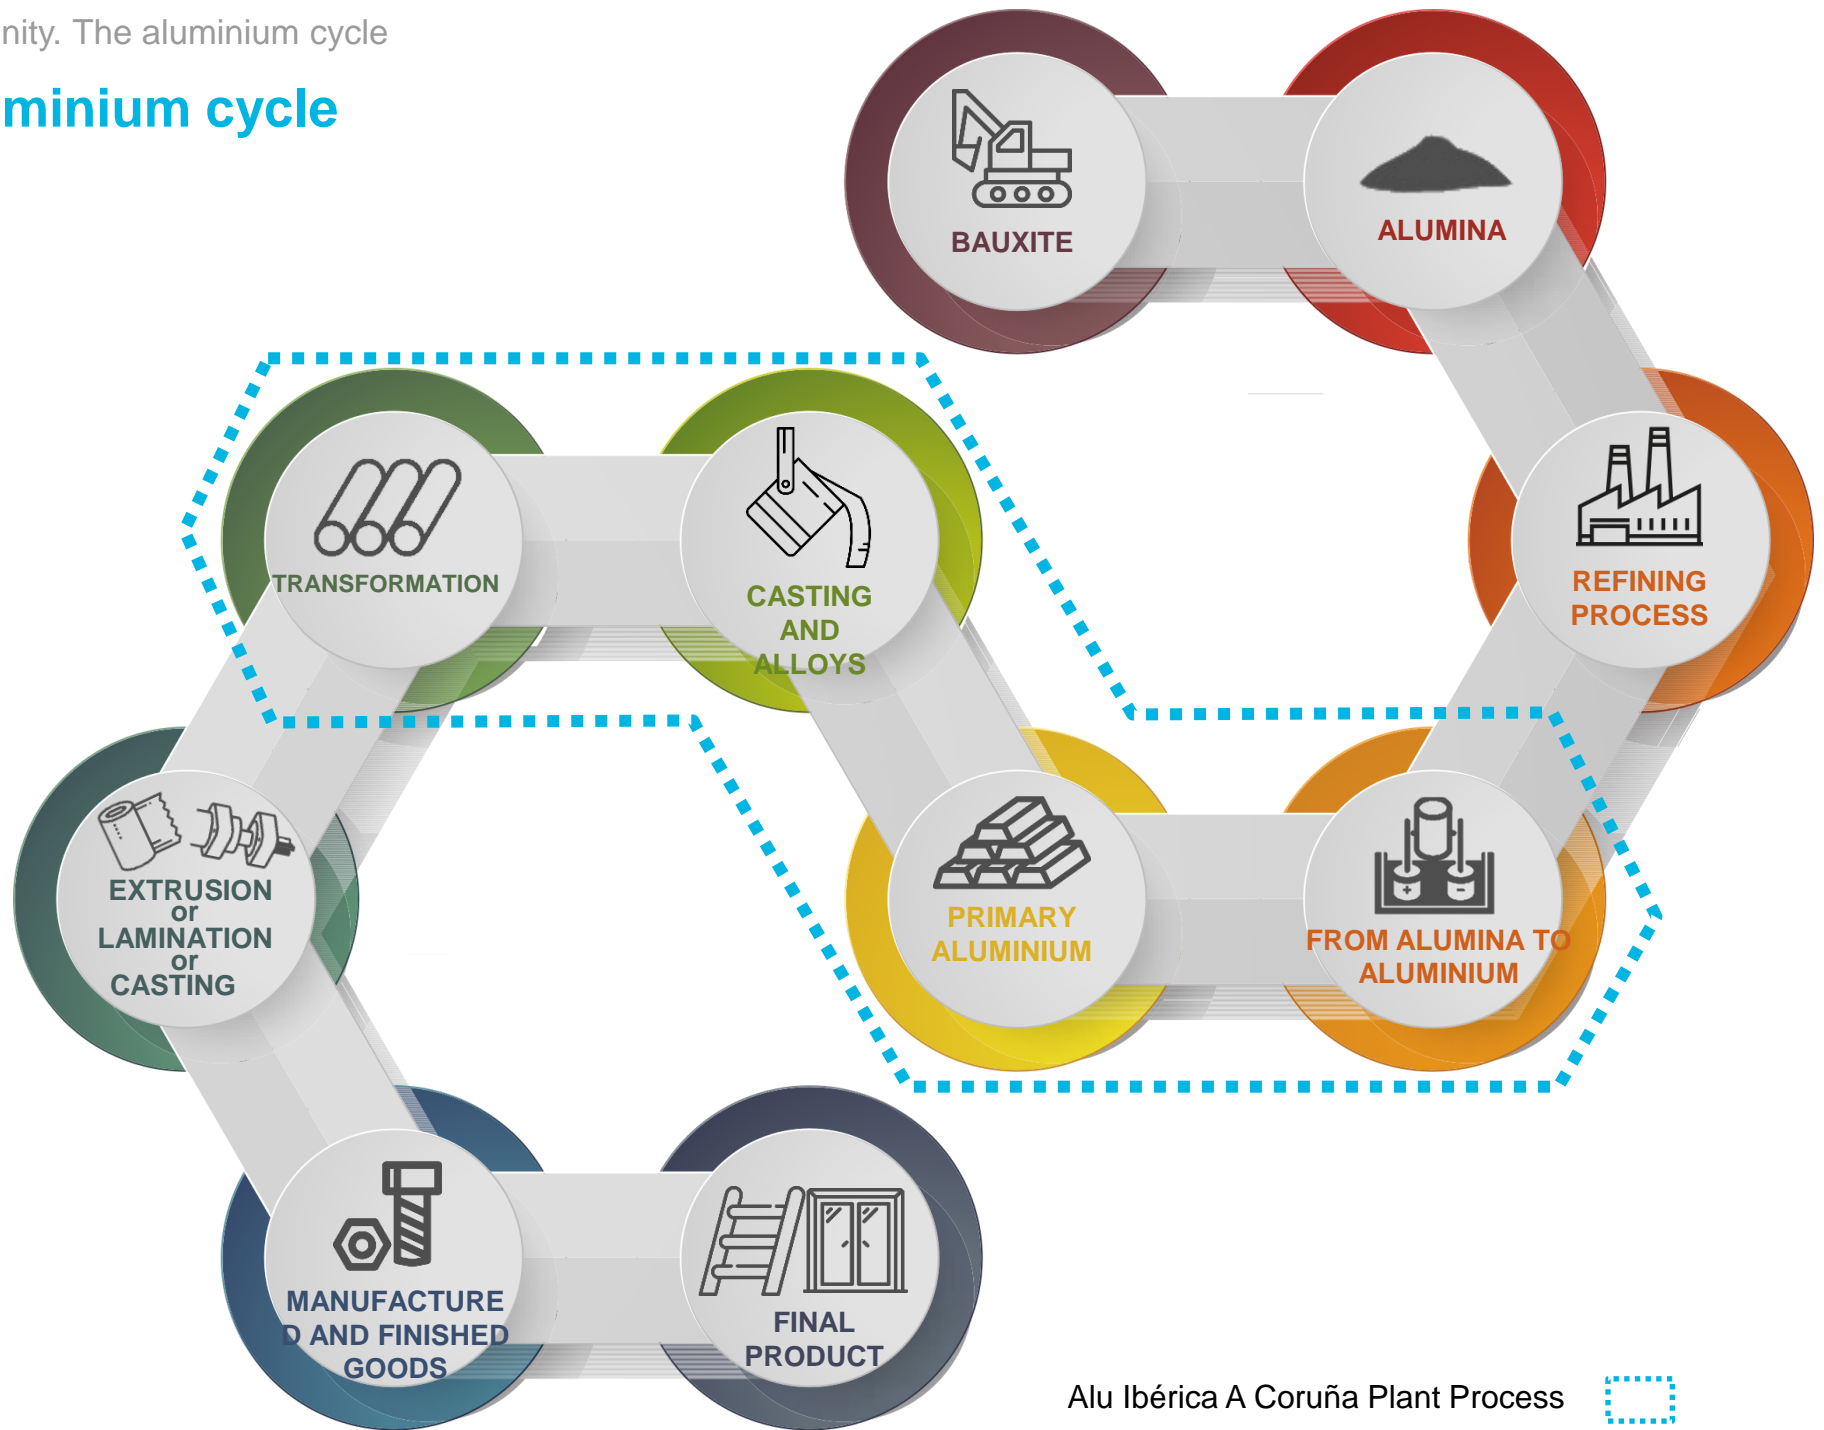 nity. The aluminium cycle
minium cycle
BAUXITE
ALUMINA
REFINING
PROCESS
FROM ALUMINA TO
ALUMINIUM
PRIMARY
ALUMINIUM
CASTING
AND
ALLOYS
TRANSFORMATION
EXTRUSION
or
LAMINATION
or
CASTING
MANUFACTURE
D AND FINISHED
GOODS
FINAL
PRODUCT
Alu Ibérica A Coruña Plant Process